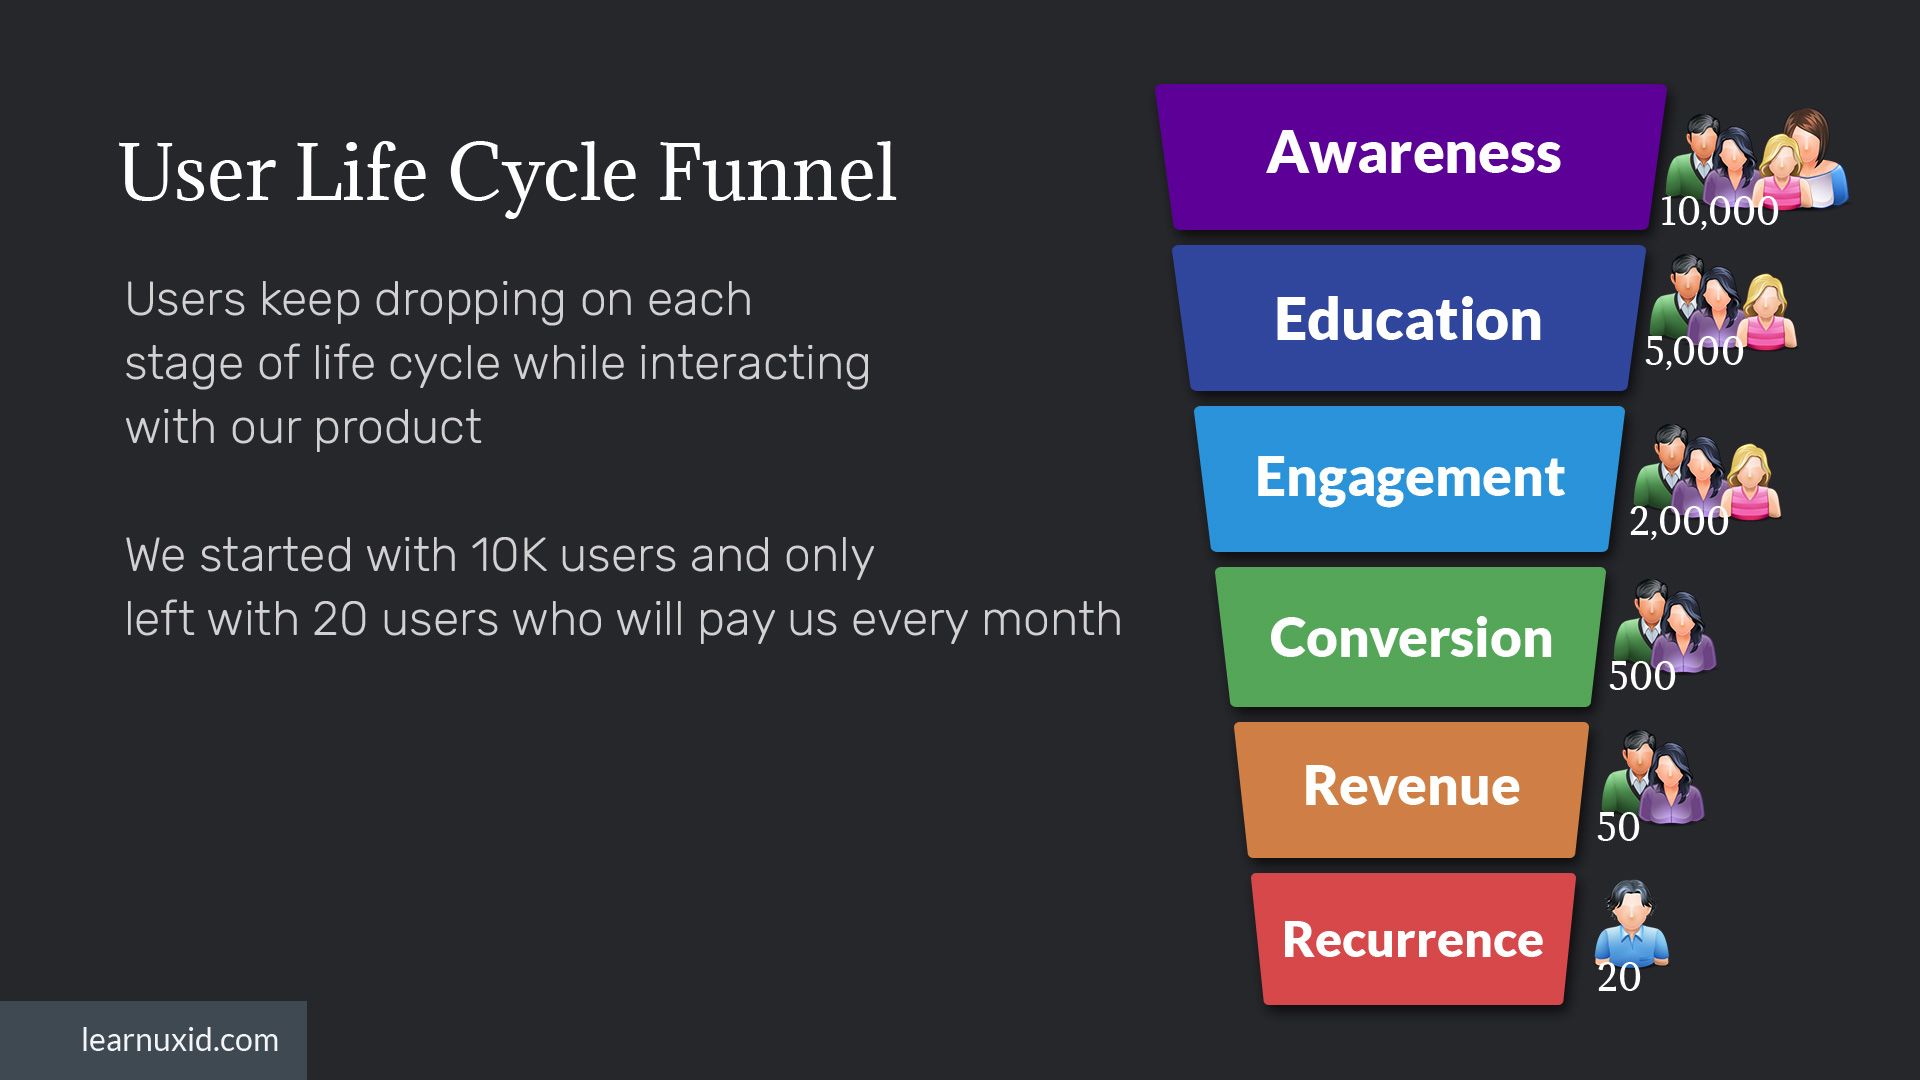 User Life Cycle Funnel
Users keep dropping on each
stage of life cycle while interacting
with our product
We started with 10K users and only
left with 20 users who will pay us every month
Awareness
10,000
Education
5,000
Engagement
2,000
Conversion
500
Revenue
50
Recurrence
20
learnuxid.com